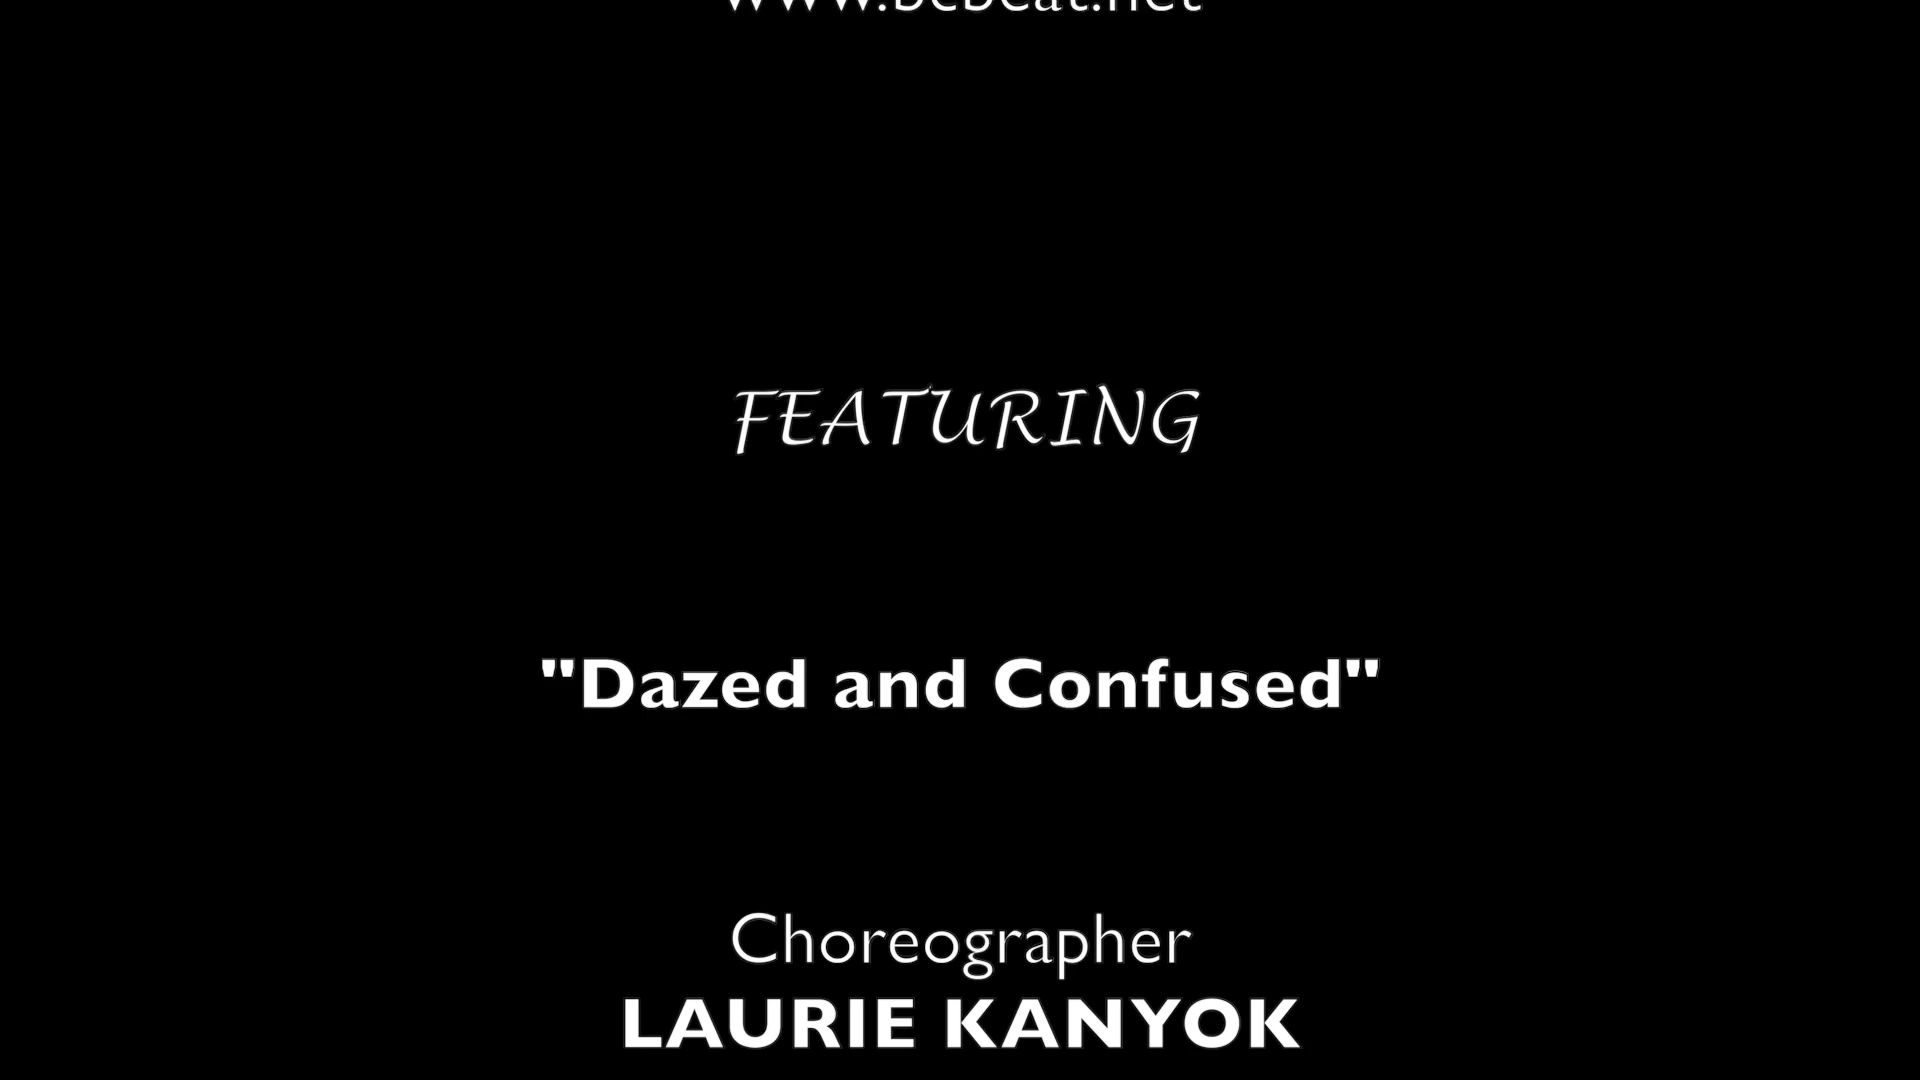 FEATURING
"Dazed and Confused"
Choreographer
LAURIE KANYOK